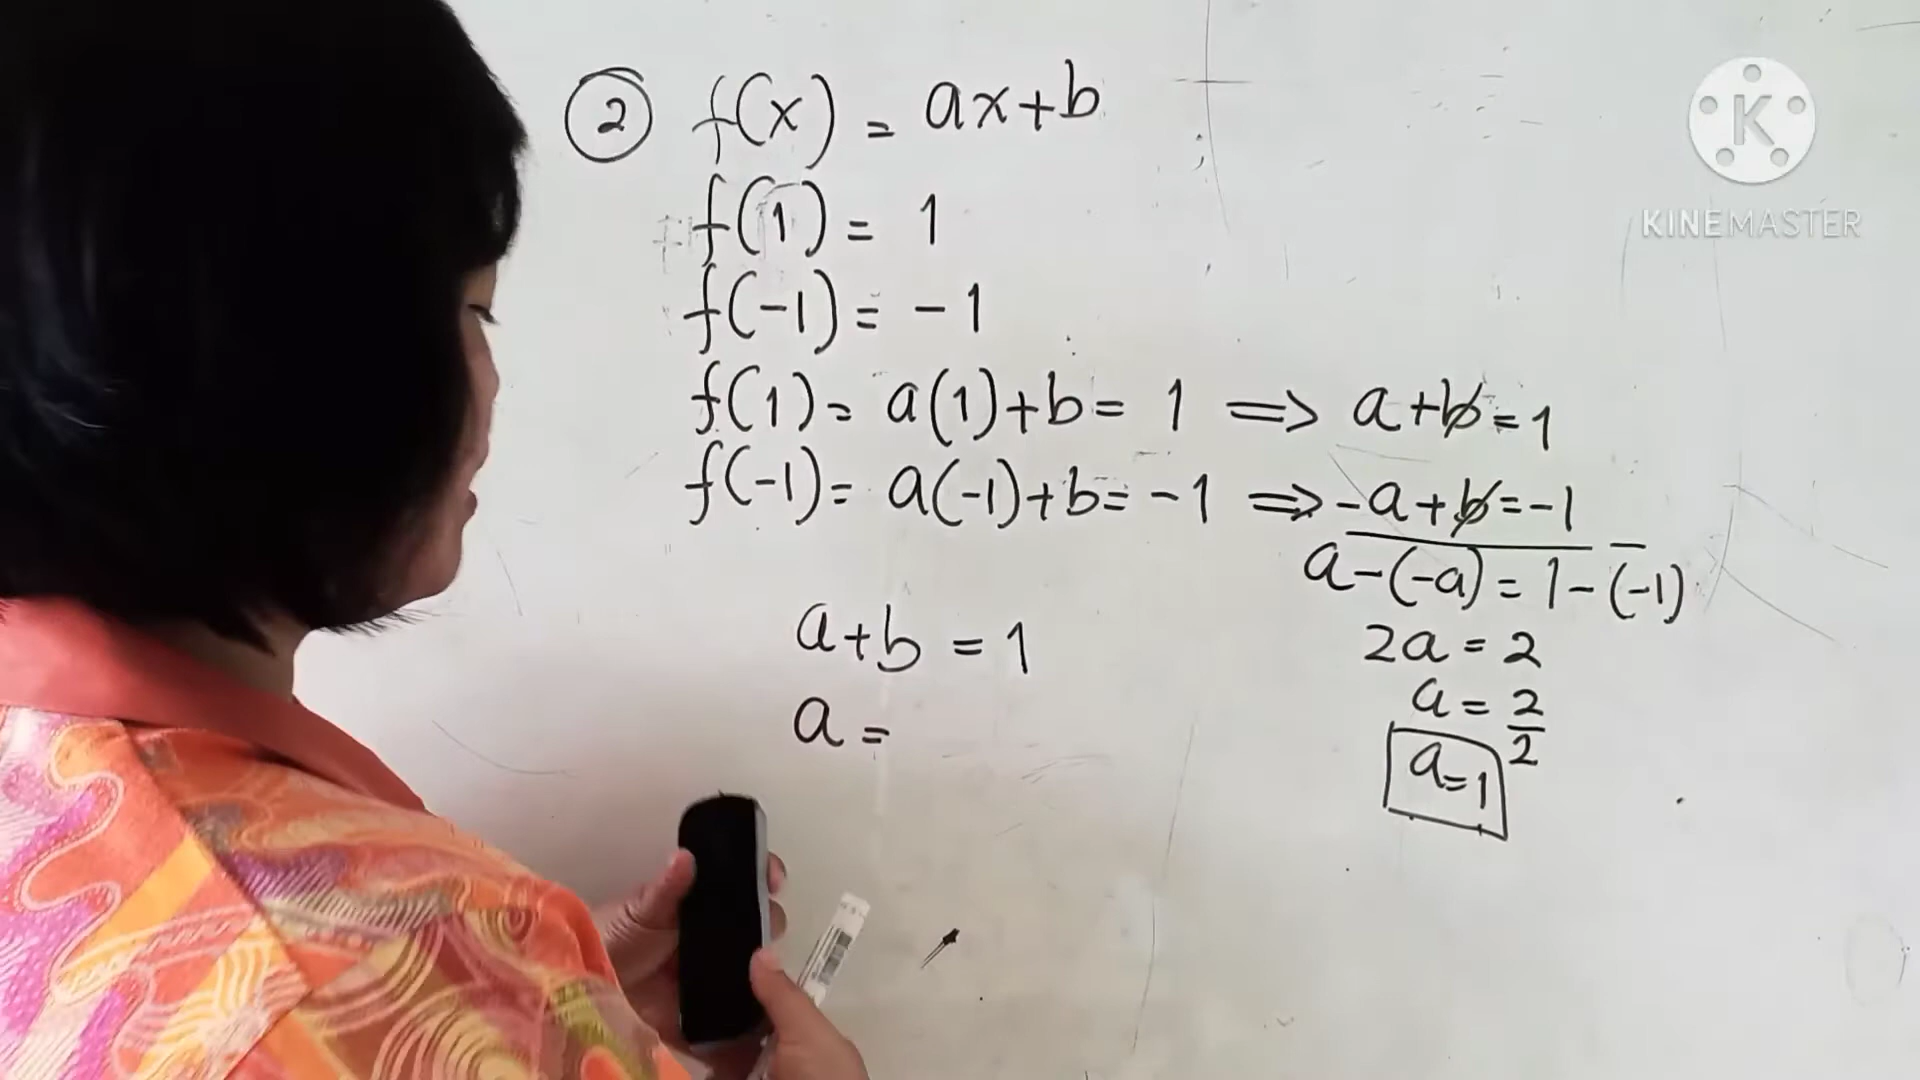 ② f(x) = ax+b
f(1) = 1
f(-1) = -1
f(1) = a(1)+b = 1 ⇒ a+b=1
f(-1) = a(-1)+b = -1 ⇒ -a+b=-1
a-(-a) = 1-(-1)
2a = 2
a = 2/2
a=1
a+b = 1
a =
K
KINEMASTER